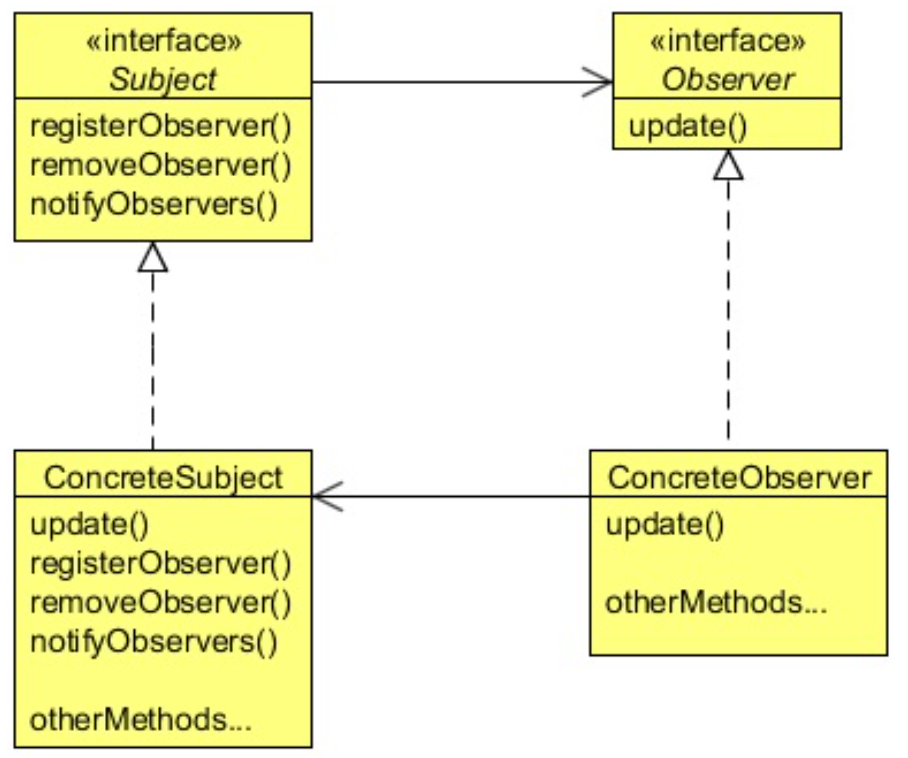 «interface»
Subject
registerObserver()
removeObserver()
notifyObservers()
«interface»
Observer
update()
ConcreteSubject
update()
registerObserver()
removeObserver()
notifyObservers()
otherMethods...
ConcreteObserver
update()
otherMethods...